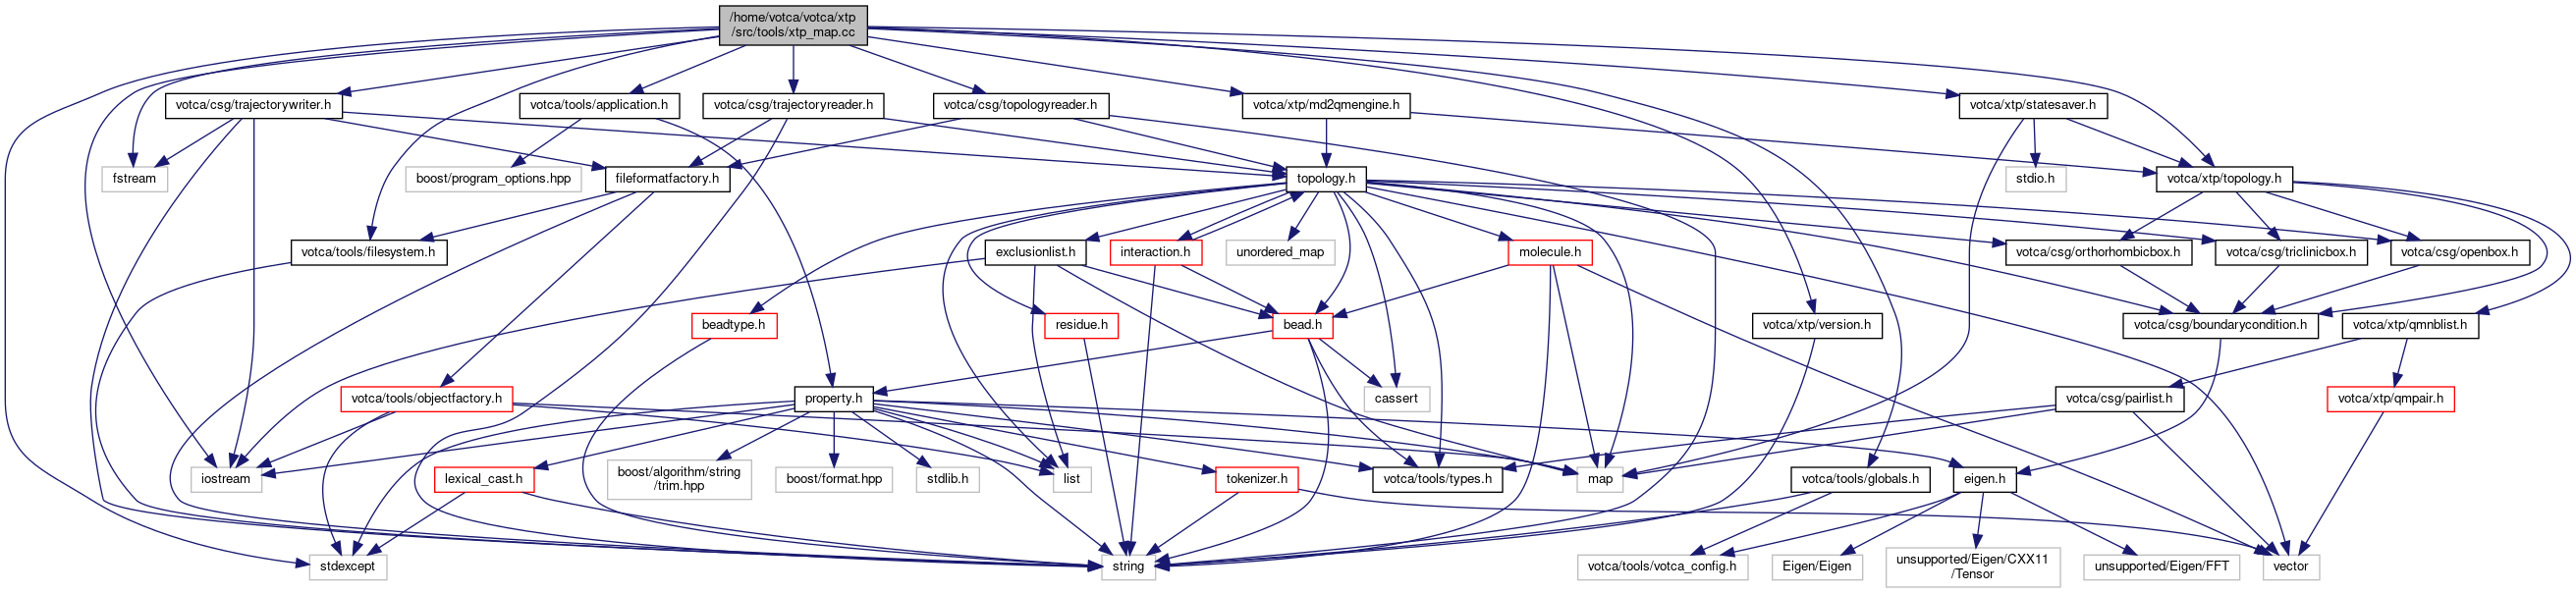 /home/votca/votca/xtp
/src/tools/xtp_map.cc
votca/csg/trajectorywriter.h
votca/tools/application.h
votca/csg/trajectoryreader.h
votca/csg/topologyreader.h
votca/xtp/md2qmengine.h
votca/xtp/statesaver.h
fstream
boost/program_options.hpp
fileformatfactory.h
topology.h
stdio.h
votca/xtp/topology.h
votca/tools/filesystem.h
exclusionlist.h
interaction.h
unordered_map
molecule.h
votca/csg/orthorhombicbox.h
votca/csg/triclinicbox.h
votca/csg/openbox.h
beadtype.h
residue.h
bead.h
votca/xtp/version.h
votca/csg/boundarycondition.h
votca/xtp/qmnblist.h
votca/tools/objectfactory.h
property.h
cassert
votca/csg/pairlist.h
votca/xtp/qmpair.h
iostream
lexical_cast.h
boost/algorithm/string
/trim.hpp
boost/format.hpp
stdlib.h
list
tokenizer.h
votca/tools/types.h
map
votca/tools/globals.h
eigen.h
stdexcept
string
votca/tools/votca_config.h
Eigen/Eigen
unsupported/Eigen/CXX11
/Tensor
unsupported/Eigen/FFT
vector